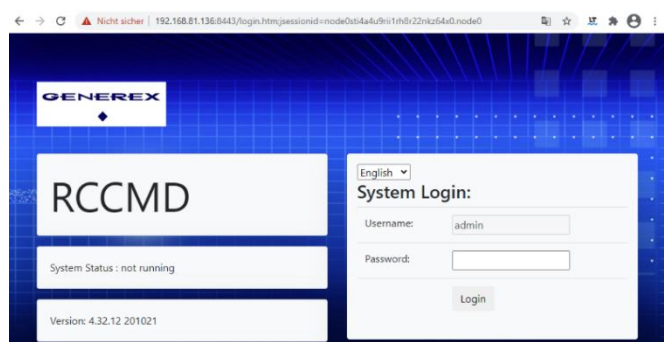 Nicht sicher | 192.168.81.136:8443/login.htm;jsessionid=node0sti4a4u9rii1rh8r22nkz64x0.node0
GENEREX
RCCMD
System Status : not running
Version: 4.32.12 201021
English
System Login:
Username: admin
Password:
Login